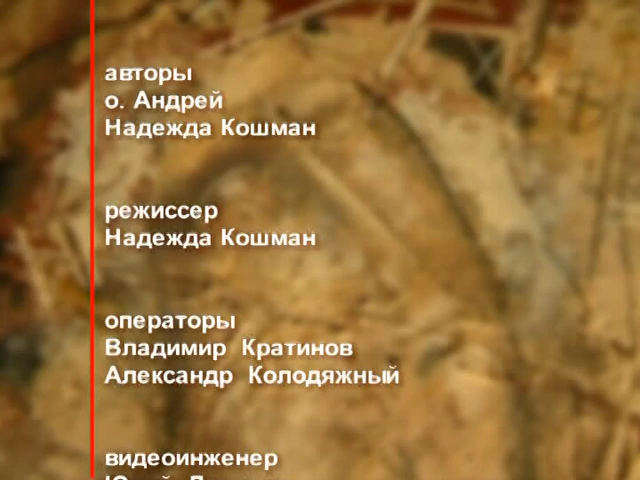 авторы
о. Андрей
Надежда Кошман
режиссер
Надежда Кошман
операторы
Владимир Кратинов
Александр Колодяжный
видеоинженер